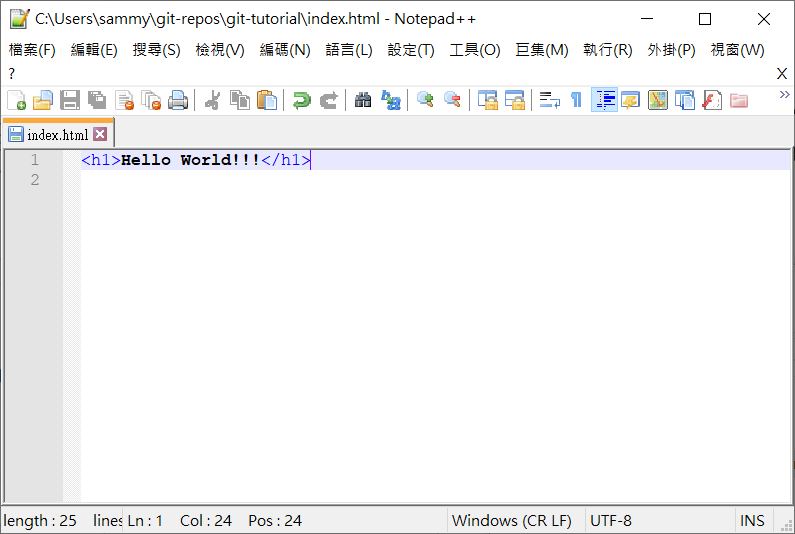 C:\Users\sammy\git-repos\git-tutorial\index.html - Notepad++
檔案(F) 編輯(E) 搜尋(S) 檢視(V) 編碼(N) 語言(L) 設定(T) 工具(O) 巨集(M) 執行(R) 外掛(P) 視窗(W)
? X
index.html
1 <h1>Hello World!!!</h1>
2
length : 25 lines Ln : 1 Col : 24 Pos : 24 Windows (CR LF) UTF-8 INS